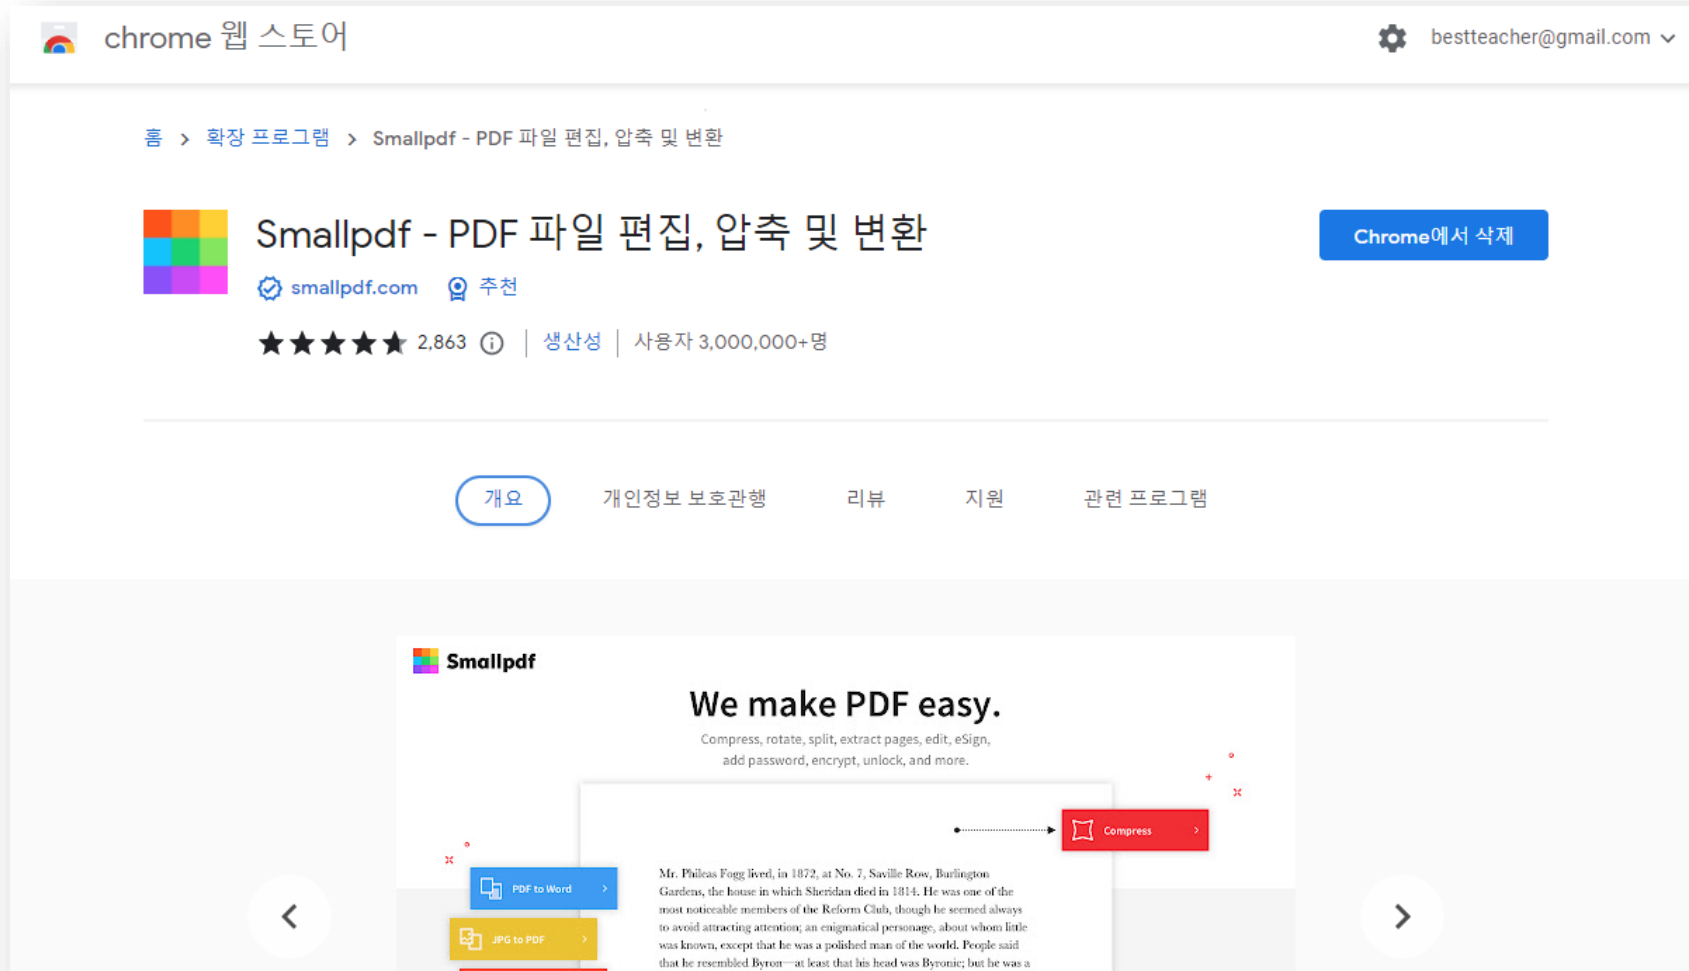 chrome 웹 스토어
bestteacher@gmail.com
홈 > 확장 프로그램 > Smallpdf - PDF 파일 편집, 압축 및 변환
Smallpdf - PDF 파일 편집, 압축 및 변환
Chrome에서 삭제
smallpdf.com 추천
2,863 생산성 사용자 3,000,000+명
개요 개인정보 보호관행 리뷰 지원 관련 프로그램
Smallpdf
We make PDF easy.
Compress, rotate, split, extract pages, edit, eSign,
add password, encrypt, unlock, and more.
Compress
PDF to Word
JPG to PDF
Mr. Phileas Fogg lived, in 1872, at No. 7, Saville Row, Burlington
Gardens, the house in which Sheridan died in 1814. He was one of the
most noticeable members of the Reform Club, though he seemed always
to avoid attracting attention; an enigmatical personage, about whom little
was known, except that he was a polished man of the world. People said
that he resembled Byron—at least that his head was Byronic; but he was a